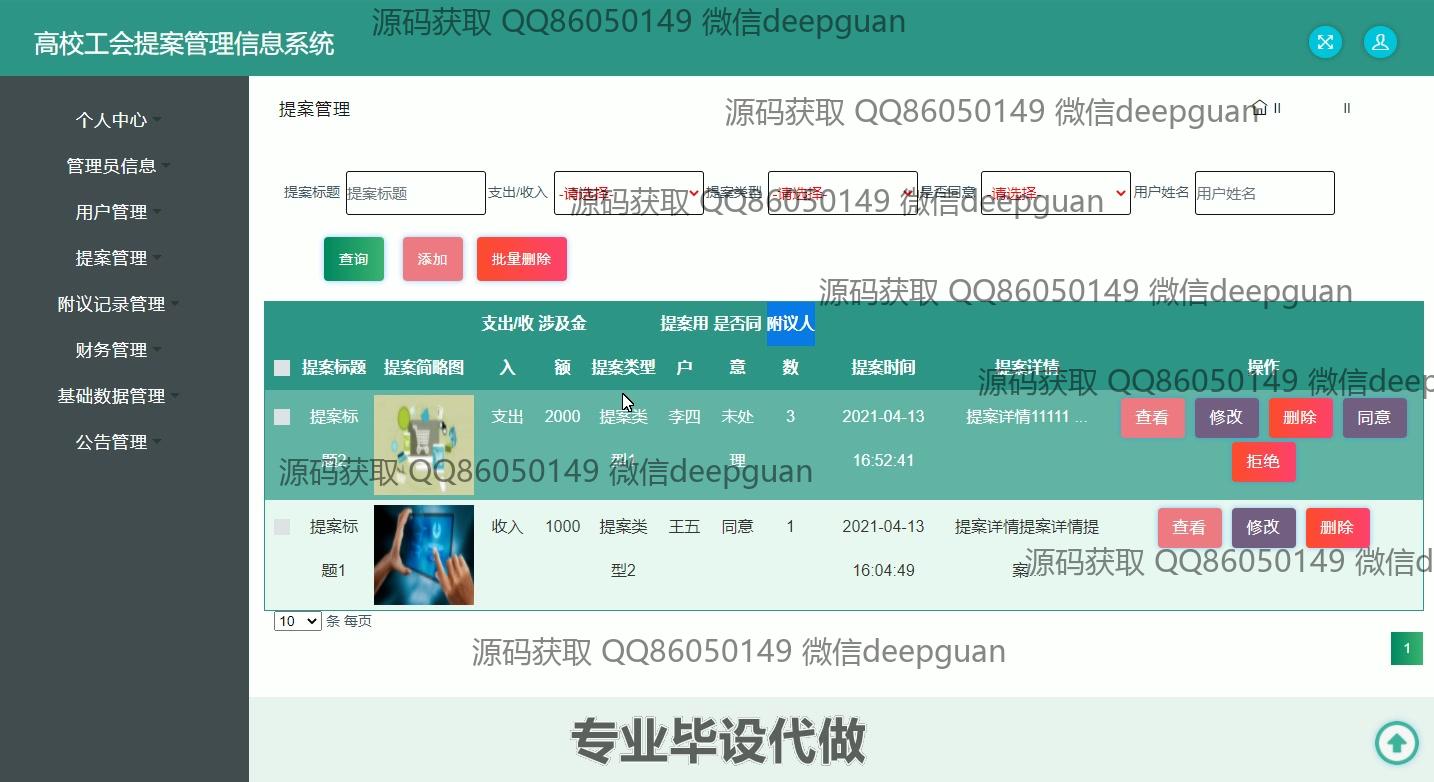 源码获取 QQ86050149 微信deepguan
高校工会提案管理信息系统
个人中心
管理员信息
用户管理
提案管理
附议记录管理
财务管理
基础数据管理
公告管理
提案管理
源码获取 QQ86050149 微信deepguan
提案标题 提案标题 支出/收入 -请选择- 提案类型 -请选择- 是否同意 -请选择- 用户姓名 用户姓名
源码获取 QQ86050149 微信deepguan
查询 添加 批量删除
源码获取 QQ86050149 微信deepguan
提案标题 提案简略图 支出/收入 涉及金额 提案类型 提案用户 是否同意 附议人数 提案时间 提案详情 操作
源码获取 QQ86050149 微信deep
提案标题2 支出 2000 提案类型1 李四 未处理 3 2021-04-13 16:52:41 提案详情11111 ... 查看 修改 删除 同意 拒绝
源码获取 QQ86050149 微信deepguan
提案标题1 收入 1000 提案类型2 王五 同意 1 2021-04-13 16:04:49 提案详情提案详情提案 查看 修改 删除
源码获取 QQ86050149 微信d
10 条 每页
源码获取 QQ86050149 微信deepguan
1
专业毕设代做